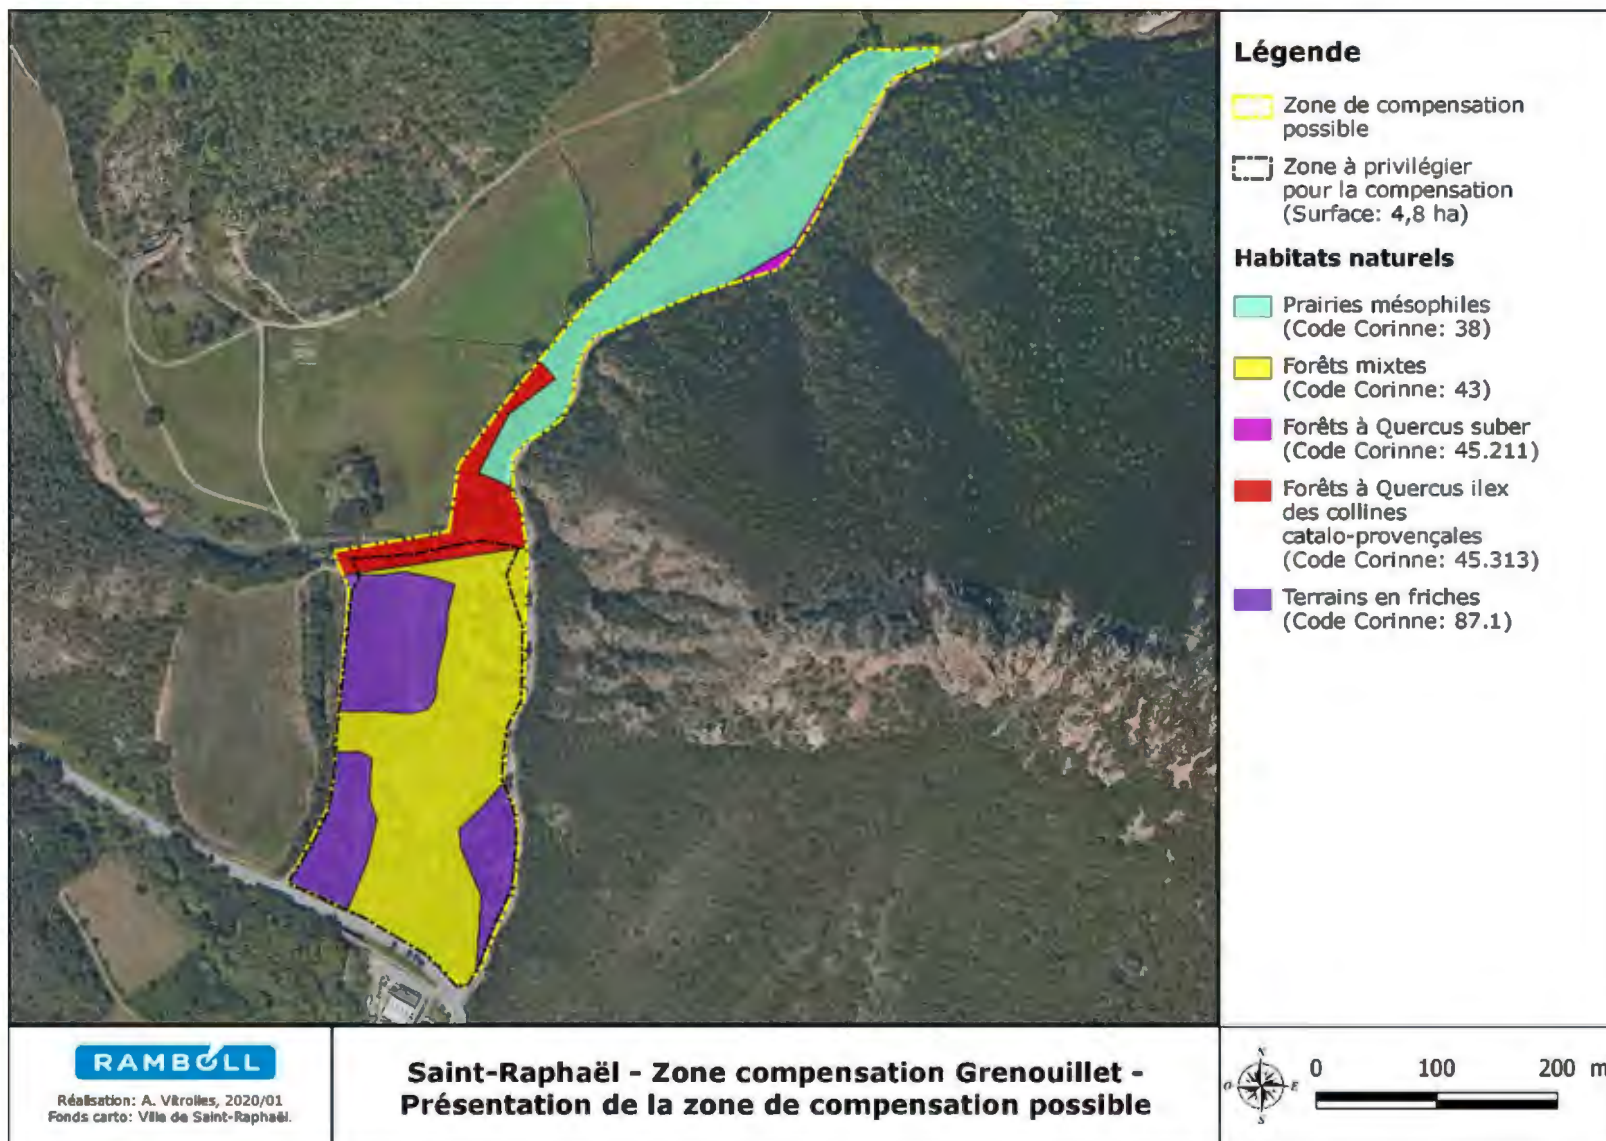 Légende
Zone de compensation
possible
Zone à privilégier
pour la compensation
(Surface: 4,8 ha)
Habitats naturels
Prairies mésophiles
(Code Corinne: 38)
Forêts mixtes
(Code Corinne: 43)
Forêts à Quercus suber
(Code Corinne: 45.211)
Forêts à Quercus ilex
des collines
catalo-provençales
(Code Corinne: 45.313)
Terrains en friches
(Code Corinne: 87.1)
RAMBOLL
Réalisation: A. Vitrolles, 2020/01
Fonds carto: Ville de Saint-Raphaël.
Saint-Raphaël - Zone compensation Grenouillet -
Présentation de la zone de compensation possible
N
O E
S
0 100 200 m